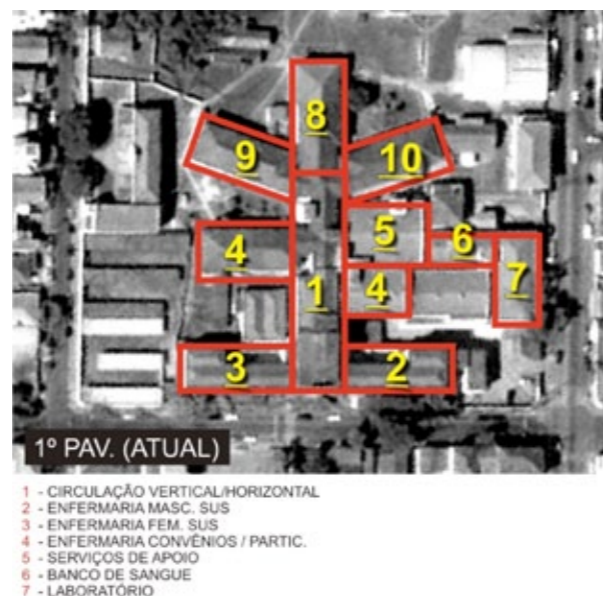 8
9
10
5
4
6
1
4
7
3
2
1º PAV. (ATUAL)
1 - CIRCULAÇÃO VERTICAL/HORIZONTAL
2 - ENFERMARIA MASC. SUS
3 - ENFERMARIA FEM. SUS
4 - ENFERMARIA CONVÊNIOS / PARTIC.
5 - SERVIÇOS DE APOIO
6 - BANCO DE SANGUE
7 - LABORATÓRIO